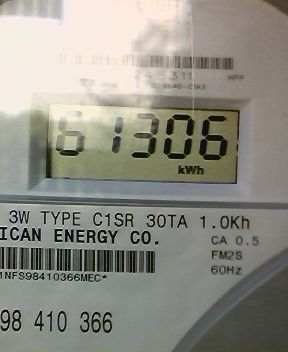 61306
kWh
3W TYPE C1SR 30TA 1.0Kh
ICAN ENERGY CO.
CA 0.5
FM2S
60Hz
1NFS98410366MEC*
98 410 366